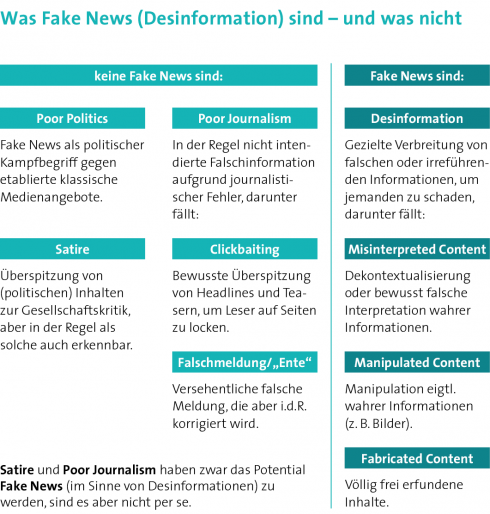 Was Fake News (Desinformation) sind – und was nicht
keine Fake News sind:
Poor Politics
Fake News als politischer
Kampfbegriff gegen
etablierte klassische
Medienangebote.
Satire
Überspitzung von
(politischen) Inhalten
zur Gesellschaftskritik,
aber in der Regel als
solche auch erkennbar.
Poor Journalism
In der Regel nicht inten-
dierte Falschinformation
aufgrund journalisti-
scher Fehler, darunter
fällt:
Clickbaiting
Bewusste Überspitzung
von Headlines und Tea-
sern, um Leser auf Seiten
zu locken.
Falschmeldung/„Ente“
Versehentliche falsche
Meldung, die aber i.d.R.
korrigiert wird.
Satire und Poor Journalism haben zwar das Potential
Fake News (im Sinne von Desinformationen) zu
werden, sind es aber nicht per se.
Fake News sind:
Desinformation
Gezielte Verbreitung von
falschen oder irreführen-
den Informationen, um
jemanden zu schaden,
darunter fällt:
Misinterpreted Content
Dekontextualisierung
oder bewusst falsche
Interpretation wahrer
Informationen.
Manipulated Content
Manipulation eigtl.
wahrer Informationen
(z. B. Bilder).
Fabricated Content
Völlig frei erfundene
Inhalte.